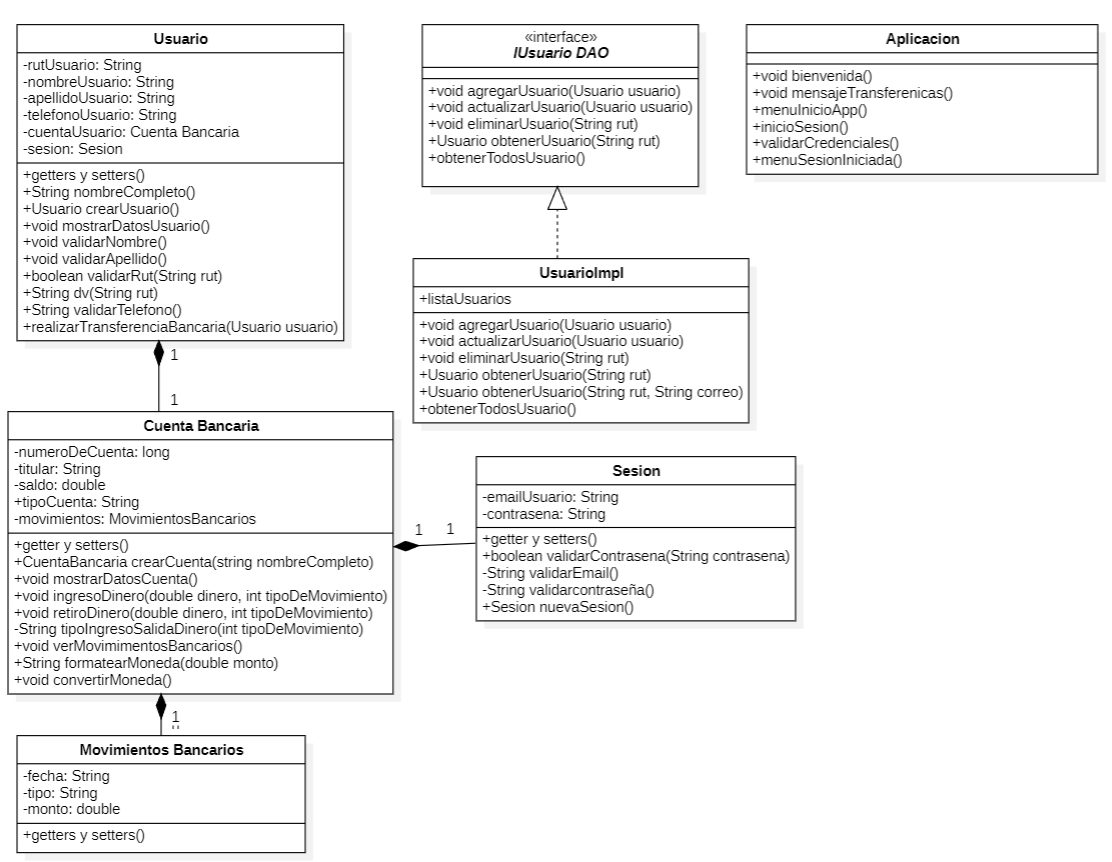 Usuario
-rutUsuario: String
-nombreUsuario: String
-apellidoUsuario: String
-telefonoUsuario: String
-cuentaUsuario: Cuenta Bancaria
-sesion: Sesion
+getters y setters()
+String nombreCompleto()
+Usuario crearUsuario()
+void mostrarDatosUsuario()
+void validarNombre()
+void validarApellido()
+boolean validarRut(String rut)
+String dv(String rut)
+String validarTelefono()
+realizarTransferenciaBancaria(Usuario usuario)
«interface»
IUsuario DAO
+void agregarUsuario(Usuario usuario)
+void actualizarUsuario(Usuario usuario)
+void eliminarUsuario(String rut)
+Usuario obtenerUsuario(String rut)
+obtenerTodosUsuario()
Aplicacion
+void bienvenida()
+void mensajeTransferenicas()
+menuInicioApp()
+inicioSesion()
+validarCredenciales()
+menuSesionIniciada()
UsuarioImpl
+listaUsuarios
+void agregarUsuario(Usuario usuario)
+void actualizarUsuario(Usuario usuario)
+void eliminarUsuario(String rut)
+Usuario obtenerUsuario(String rut)
+Usuario obtenerUsuario(String rut, String correo)
+obtenerTodosUsuario()
1
1
Cuenta Bancaria
-numeroDeCuenta: long
-titular: String
-saldo: double
+tipoCuenta: String
-movimientos: MovimientosBancarios
+getter y setters()
+CuentaBancaria crearCuenta(string nombreCompleto)
+void mostrarDatosCuenta()
+void ingresoDinero(double dinero, int tipoDeMovimiento)
+void retiroDinero(double dinero, int tipoDeMovimiento)
-String tipoIngresoSalidaDinero(int tipoDeMovimiento)
+void verMovimimentosBancarios()
+String formatearMoneda(double monto)
+void convertirMoneda()
1 1
Sesion
-emailUsuario: String
-contrasena: String
+getter y setters()
+boolean validarContrasena(String contrasena)
-String validarEmail()
-String validarcontraseña()
+Sesion nuevaSesion()
1
Movimientos Bancarios
-fecha: String
-tipo: String
-monto: double
+getters y setters()